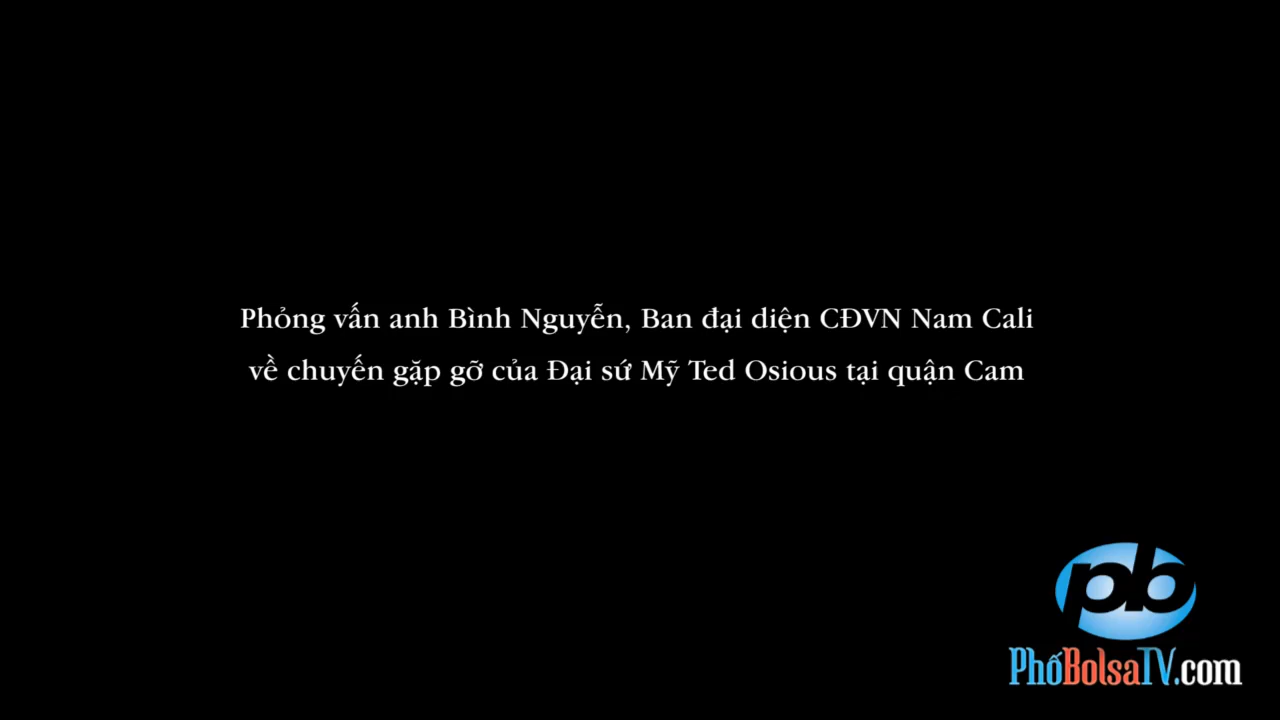 Phỏng vấn anh Bình Nguyễn, Ban đại diện CĐVN Nam Cali
về chuyến gặp gỡ của Đại sứ Mỹ Ted Osious tại quận Cam
pb
PhốBolsaTV.com